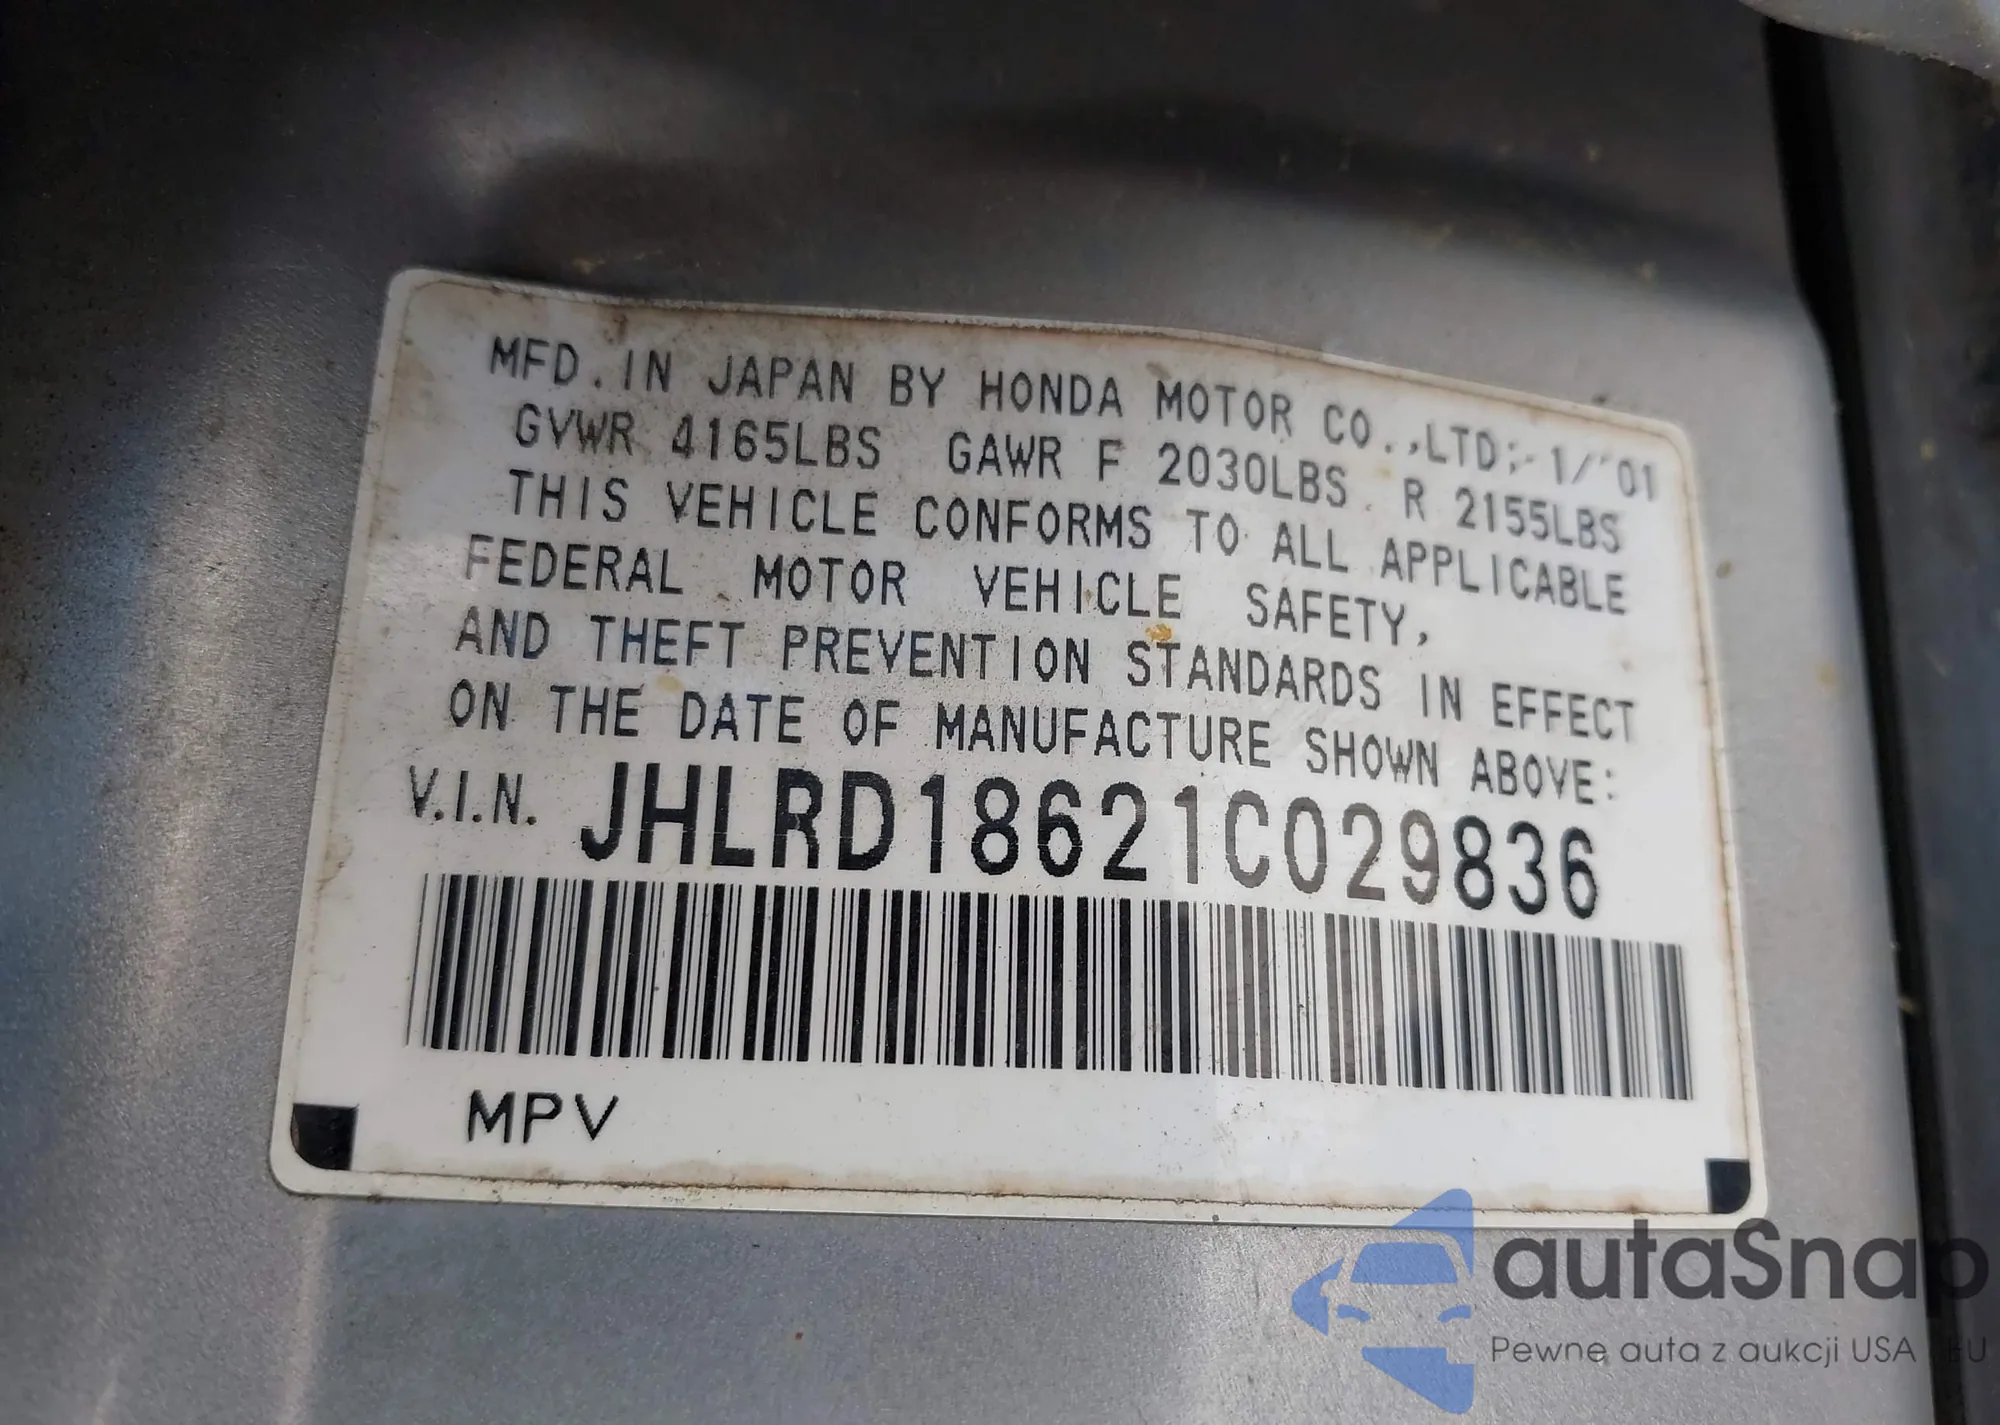 MFD. IN JAPAN BY HONDA MOTOR CO.,LTD; 1/'01
GVWR 4165LBS GAWR F 2030LBS R 2155LBS
THIS VEHICLE CONFORMS TO ALL APPLICABLE
FEDERAL MOTOR VEHICLE SAFETY,
AND THEFT PREVENTION STANDARDS IN EFFECT
ON THE DATE OF MANUFACTURE SHOWN ABOVE:
V.I.N. JHLRD18621C029836
MPV
autaSnap
Pewne auta z aukcji USA i EU